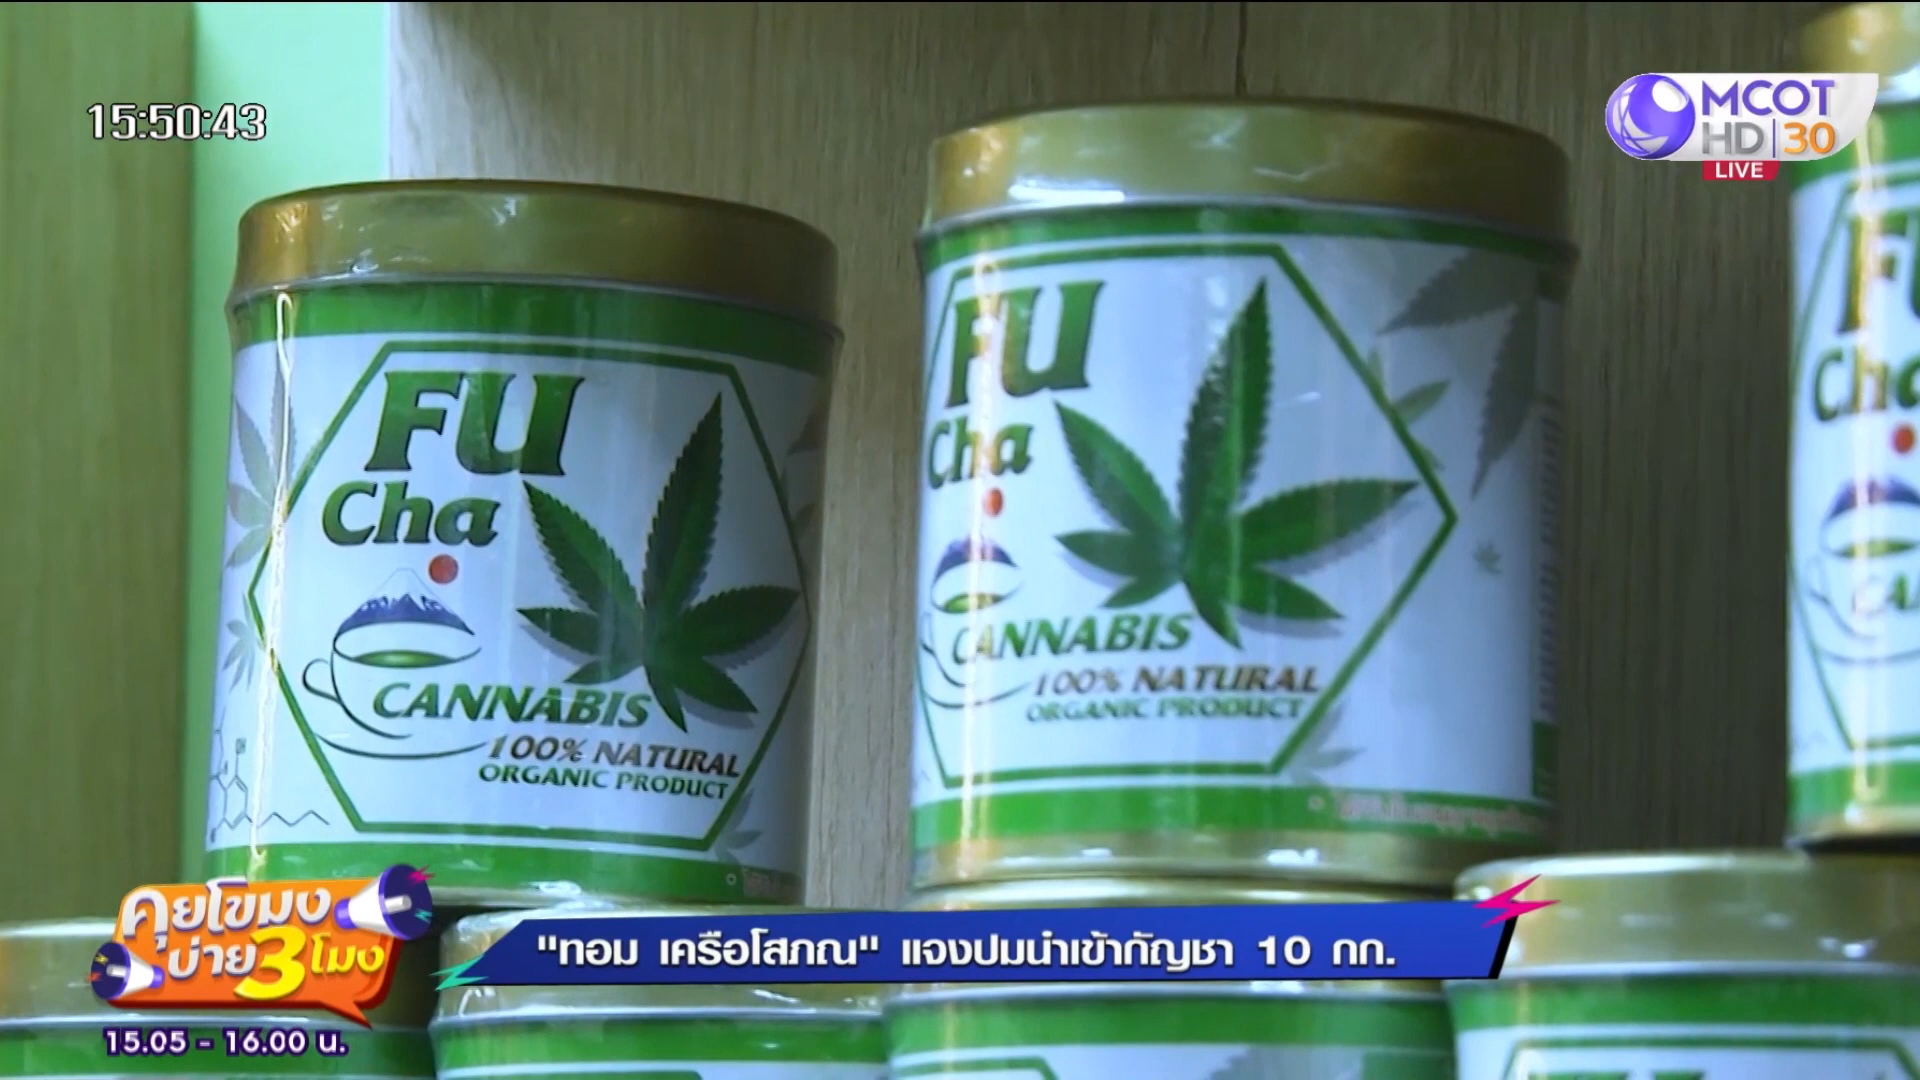 15:50:43
MCOT
HD 30
LIVE
FU
Cha
CANNABIS
100% NATURAL
ORGANIC PRODUCT
FU
Cha
CANNABIS
100% NATURAL
ORGANIC PRODUCT
Cha
คุยโขมง
บ่าย 3 โมง
15.05 - 16.00 น.
"ทอม เครือโสภณ" แจงปมนำเข้ากัญชา 10 กก.